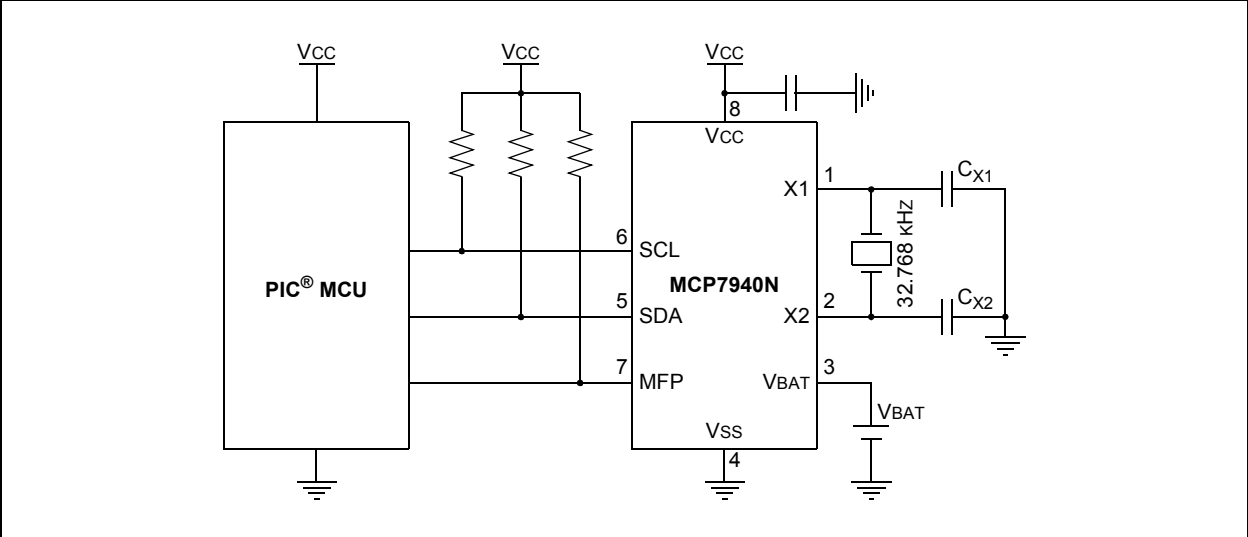 VCC
VCC
VCC
8
VCC
1
X1
CX1
6
SCL
32.768 KHZ
PIC® MCU
MCP7940N
5
SDA
2
X2
CX2
7
MFP
3
VBAT
VBAT
VSS
4